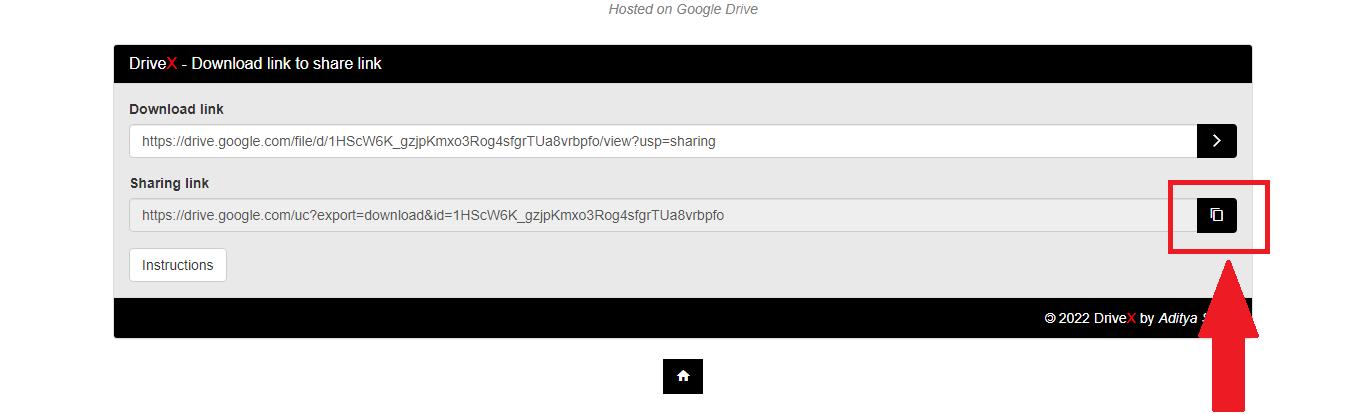 Hosted on Google Drive
DriveX - Download link to share link
Download link
https://drive.google.com/file/d/1HScW6K_gzjpKmxo3Rog4sfgrTUa8vrbpfo/view?usp=sharing
Sharing link
https://drive.google.com/uc?export=download&id=1HScW6K_gzjpKmxo3Rog4sfgrTUa8vrbpfo
Instructions
© 2022 DriveX by Aditya